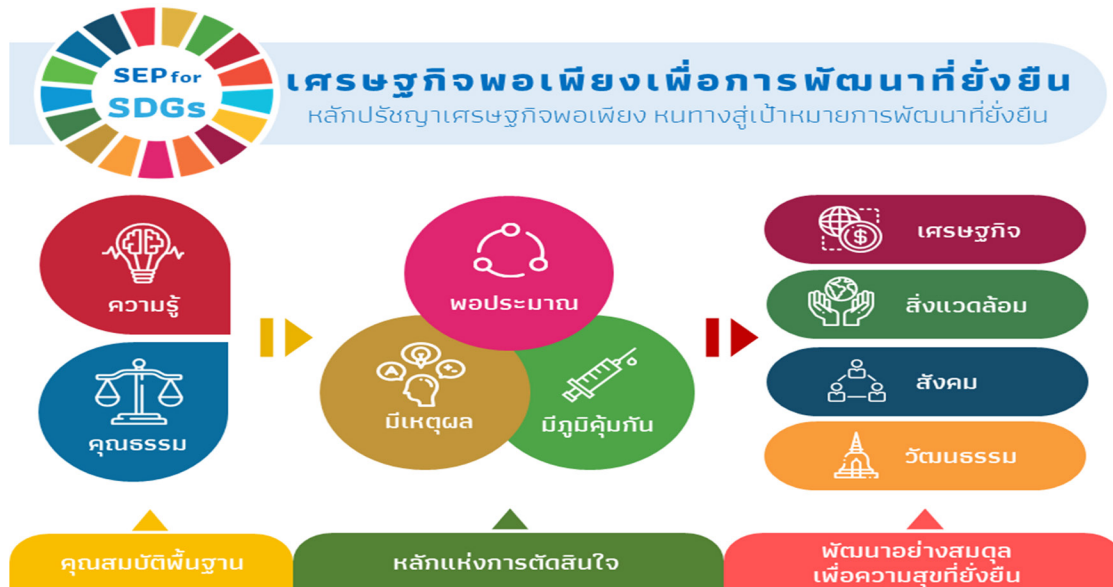 SEP for
SDGs
เศรษฐกิจพอเพียงเพื่อการพัฒนาที่ยั่งยืน
หลักปรัชญาเศรษฐกิจพอเพียง หนทางสู่เป้าหมายการพัฒนาที่ยั่งยืน
ความรู้
คุณธรรม
พอประมาณ
มีเหตุผล
มีภูมิคุ้มกัน
เศรษฐกิจ
สิ่งแวดล้อม
สังคม
วัฒนธรรม
คุณสมบัติพื้นฐาน
หลักแห่งการตัดสินใจ
พัฒนาอย่างสมดุล
เพื่อความสุขที่ยั่งยืน